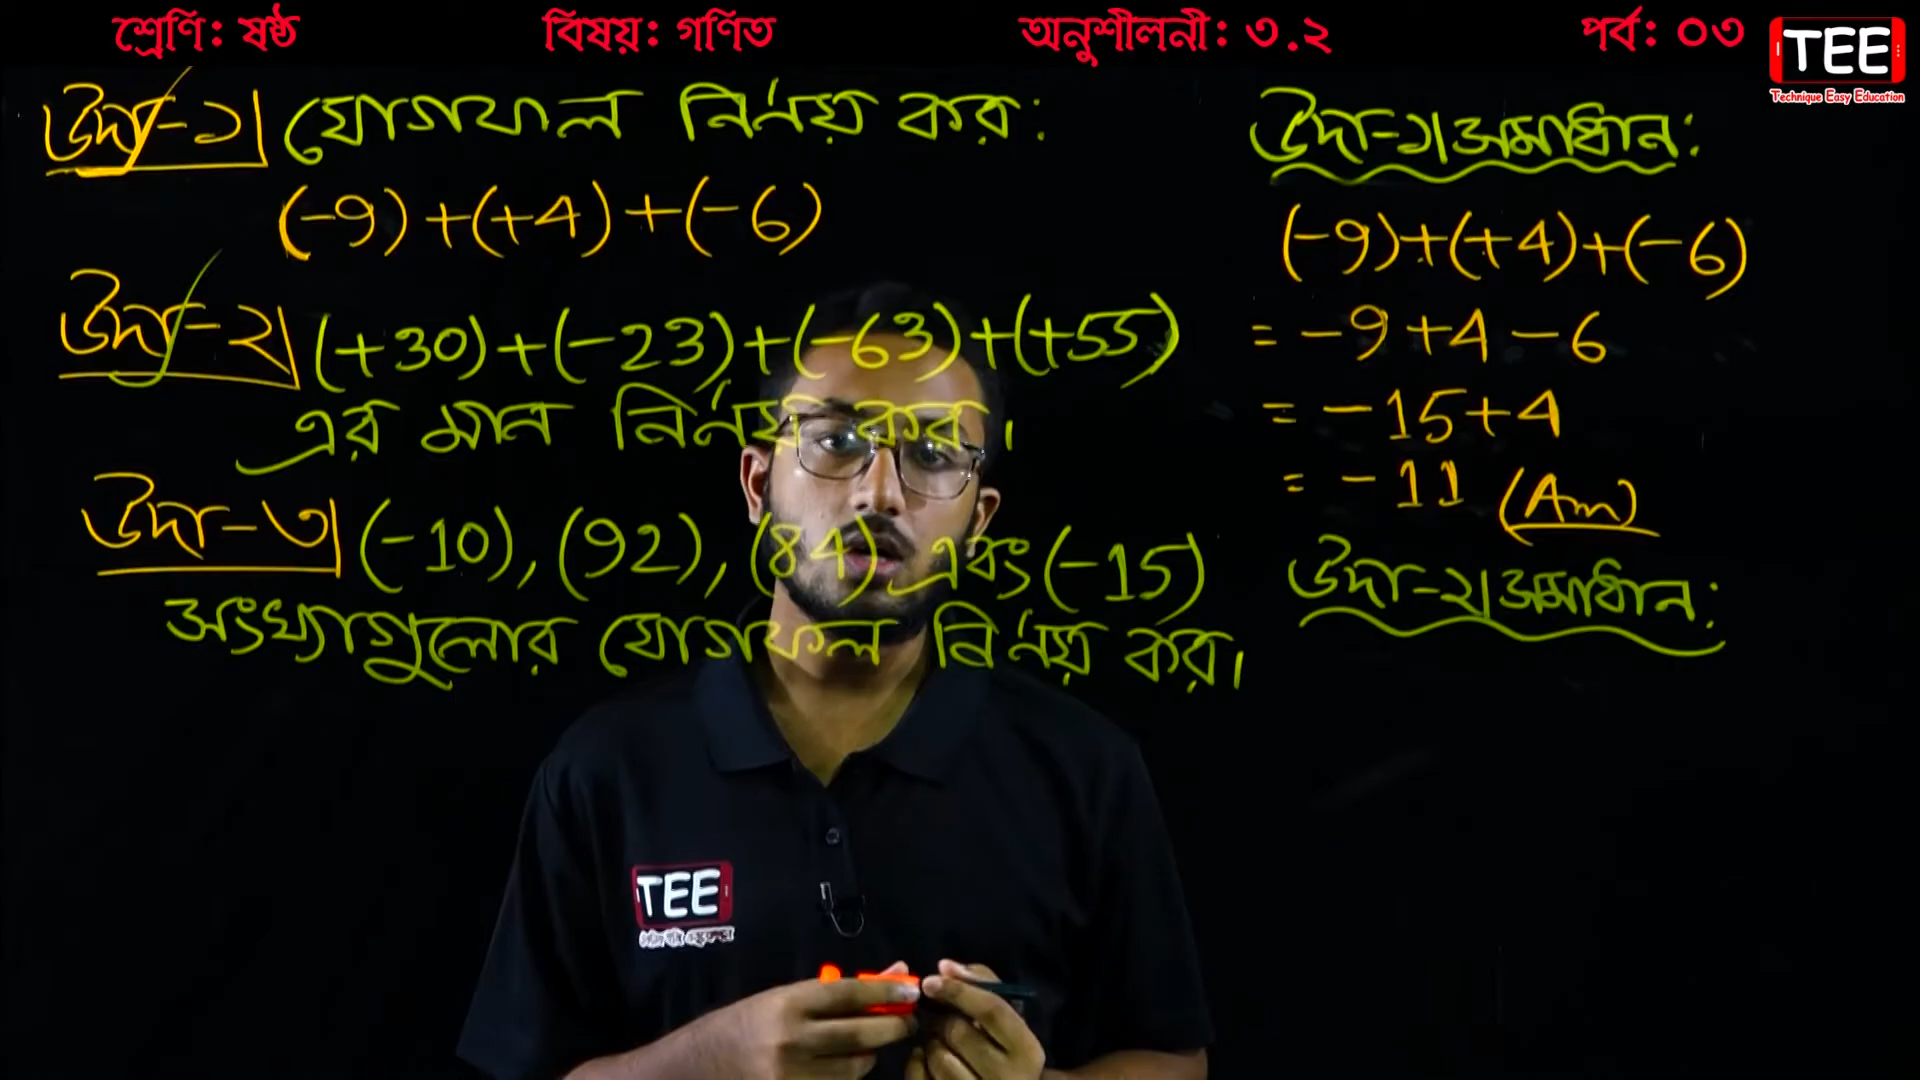 শ্রেণি: ষষ্ঠ বিষয়: গণিত অনুশীলনী: ৩.২ পর্ব: ০৩
TEE
Technique Easy Education
উদা-১। যোগফল নির্ণয় কর:
(-9)+(+4)+(-6)
উদা-২। (+30)+(-23)+(-63)+(+55)
এর মান নির্ণয় কর।
উদা-৩। (-10), (92), (84) এবং (-15)
সংখ্যাগুলোর যোগফল নির্ণয় কর।
উদা-১। সমাধান:
(-9)+(+4)+(-6)
= -9+4-6
= -15+4
= -11 (Ans)
উদা-২। সমাধান:
TEE